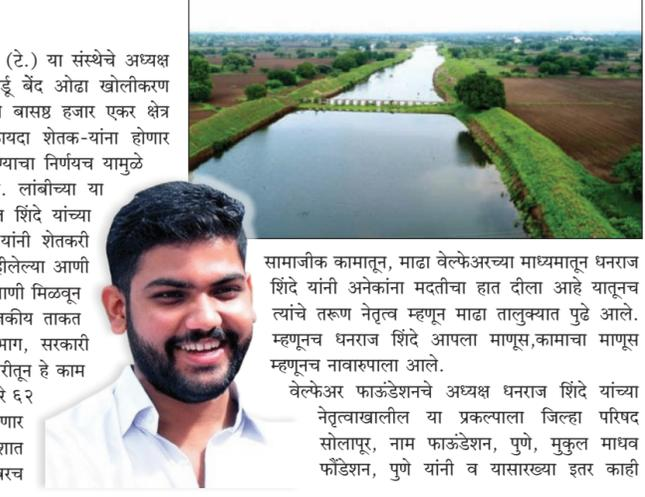 (टे.) या संस्थेचे अध्यक्ष
र्डू बेंद ओढा खोलीकरण
बासष्ठ हजार एकर क्षेत्र
ायदा शेतक-यांना होणार
ण्याचा निर्णयच यामुळे
. लांबीच्या या
शिंदे यांच्या
यांनी शेतकरी
हीलेल्या आणी
ाणी मिळवून
कीय ताकत
भाग, सरकारी
रीतून हे काम
रे ६२
णार
शात
वरच
सामाजीक कामातून, माढा वेल्फेअरच्या माध्यमातून धनराज
शिंदे यांनी अनेकांना मदतीचा हात दीला आहे यातूनच
त्यांचे तरूण नेतृत्व म्हणून माढा तालुक्यात पुढे आले.
म्हणूनच धनराज शिंदे आपला माणूस,कामाचा माणूस
म्हणूनच नावारुपाला आले.
वेल्फेअर फाऊंडेशनचे अध्यक्ष धनराज शिंदे यांच्या
नेतृत्वाखालील या प्रकल्पाला जिल्हा परिषद
सोलापूर, नाम फाऊंडेशन, पुणे, मुकुल माधव
फौंडेशन, पुणे यांनी व यासारख्या इतर काही